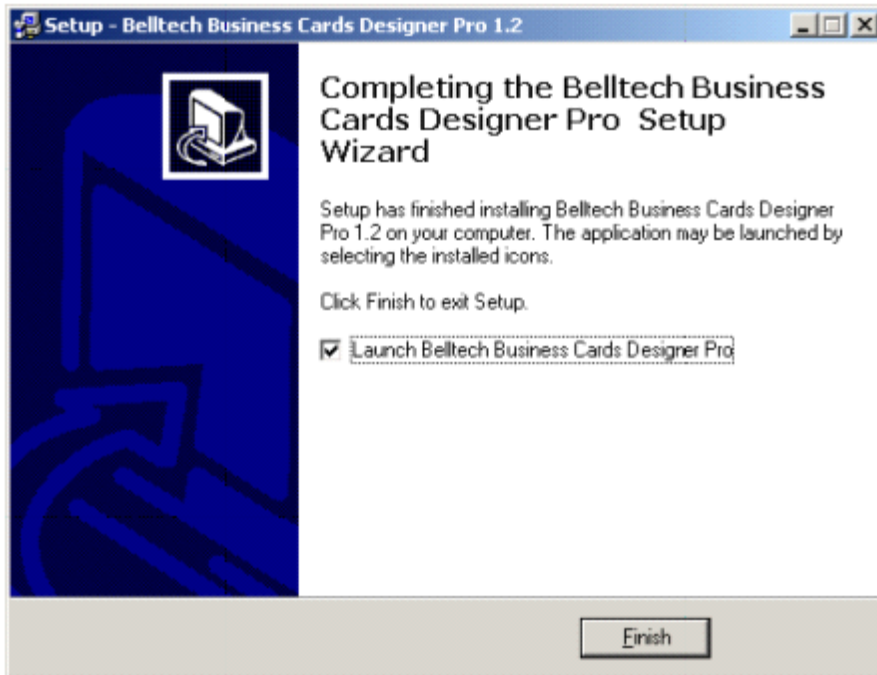 Setup - Belltech Business Cards Designer Pro 1.2
Completing the Belltech Business
Cards Designer Pro Setup
Wizard
Setup has finished installing Belltech Business Cards Designer
Pro 1.2 on your computer. The application may be launched by
selecting the installed icons.
Click Finish to exit Setup.
Launch Belltech Business Cards Designer Pro
Finish